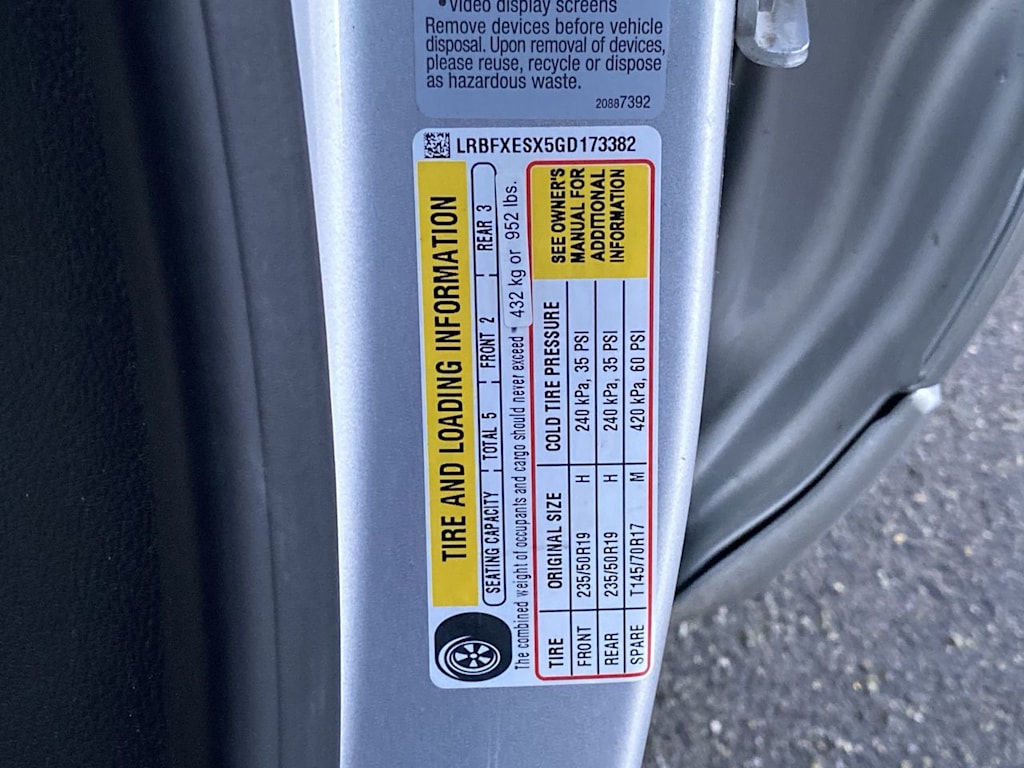 • Video display screens
Remove devices before vehicle
disposal. Upon removal of devices,
please reuse, recycle or dispose
as hazardous waste.
20887392
LRBFXESX5GD173382
TIRE AND LOADING INFORMATION
SEATING CAPACITY TOTAL 5 FRONT 2 REAR 3
The combined weight of occupants and cargo should never exceed 432 kg or 952 lbs.
TIRE ORIGINAL SIZE COLD TIRE PRESSURE
FRONT 235/50R19 H 240 kPa, 35 PSI
REAR 235/50R19 H 240 kPa, 35 PSI
SPARE T145/70R17 M 420 kPa, 60 PSI
SEE OWNER'S
MANUAL FOR
ADDITIONAL
INFORMATION